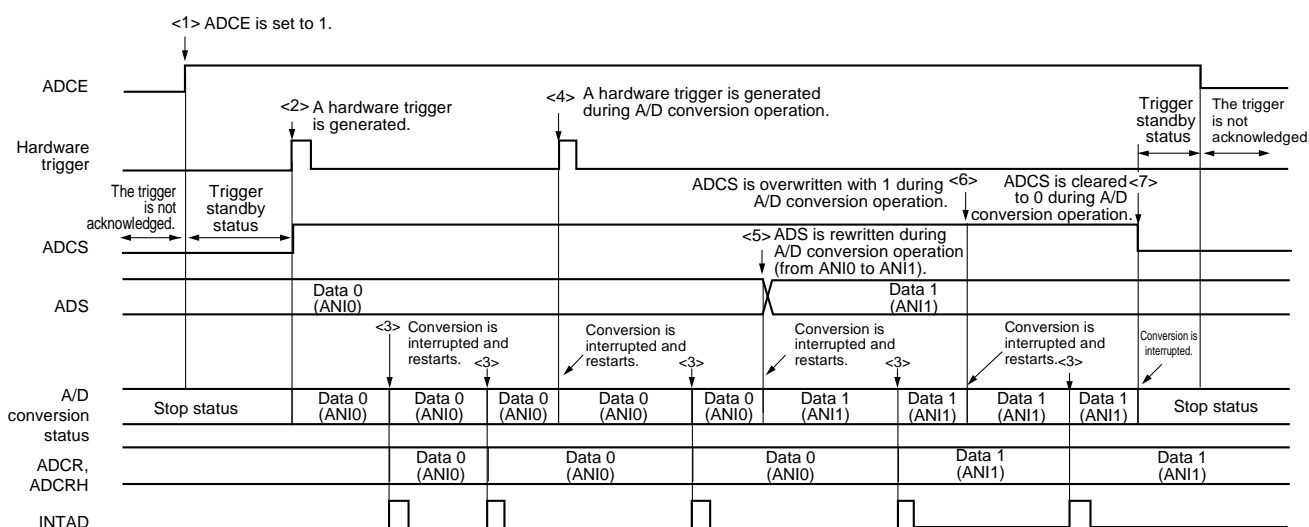 <1> ADCE is set to 1.
ADCE
<2> A hardware trigger
is generated.
<4> A hardware trigger is generated
during A/D conversion operation.
Trigger
standby
status
The trigger
is not
acknowledged.
Hardware
trigger
The trigger
is not
acknowledged.
Trigger
standby
status
ADCS is overwritten with 1 during <6>
A/D conversion operation.
ADCS is cleared <7>
to 0 during A/D
conversion operation.
ADCS
<5> ADS is rewritten during
A/D conversion operation
(from ANI0 to ANI1).
ADS
Data 0
(ANI0)
Data 1
(ANI1)
<3> Conversion is
interrupted and
restarts. <3>
Conversion is
interrupted and
restarts. <3>
Conversion is
interrupted and
restarts. <3>
Conversion is
interrupted and
restarts. <3>
Conversion is
interrupted.
A/D
conversion
status
Stop status
Data 0
(ANI0)
Data 0
(ANI0)
Data 0
(ANI0)
Data 0
(ANI0)
Data 0
(ANI0)
Data 1
(ANI1)
Data 1
(ANI1)
Data 1
(ANI1)
Data 1
(ANI1)
Stop status
ADCR,
ADCRH
Data 0
(ANI0)
Data 0
(ANI0)
Data 0
(ANI0)
Data 1
(ANI1)
Data 1
(ANI1)
INTAD